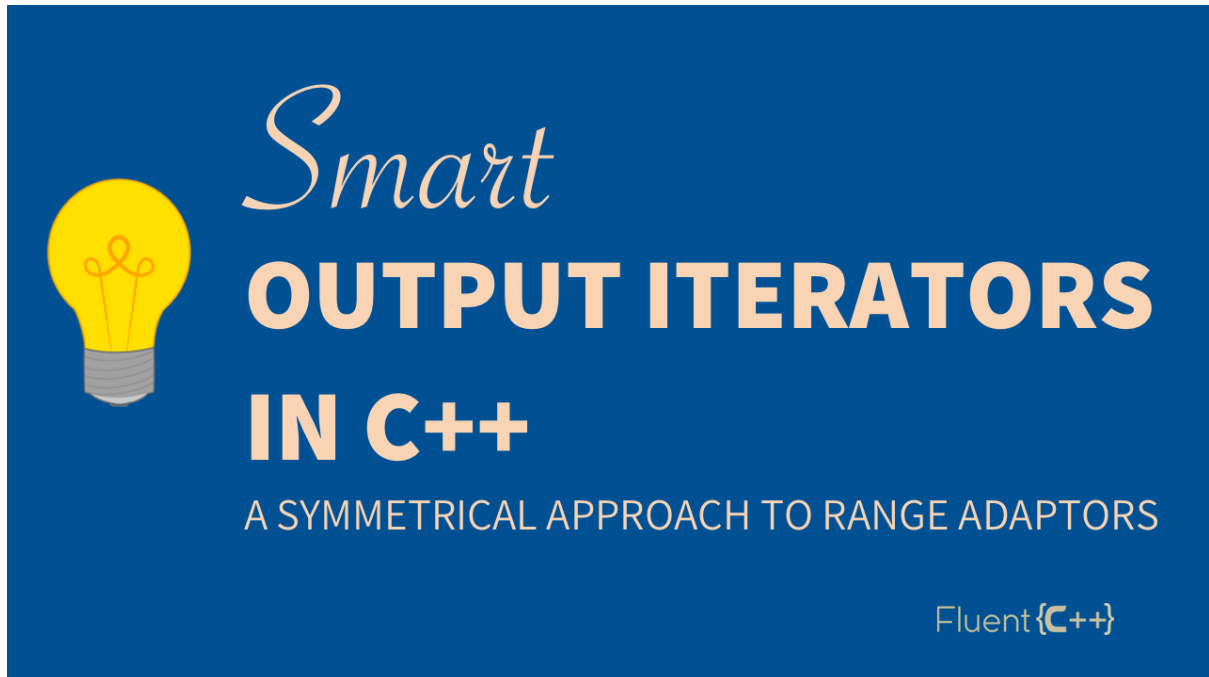 Smart
OUTPUT ITERATORS
IN C++
A SYMMETRICAL APPROACH TO RANGE ADAPTORS
Fluent{C++}